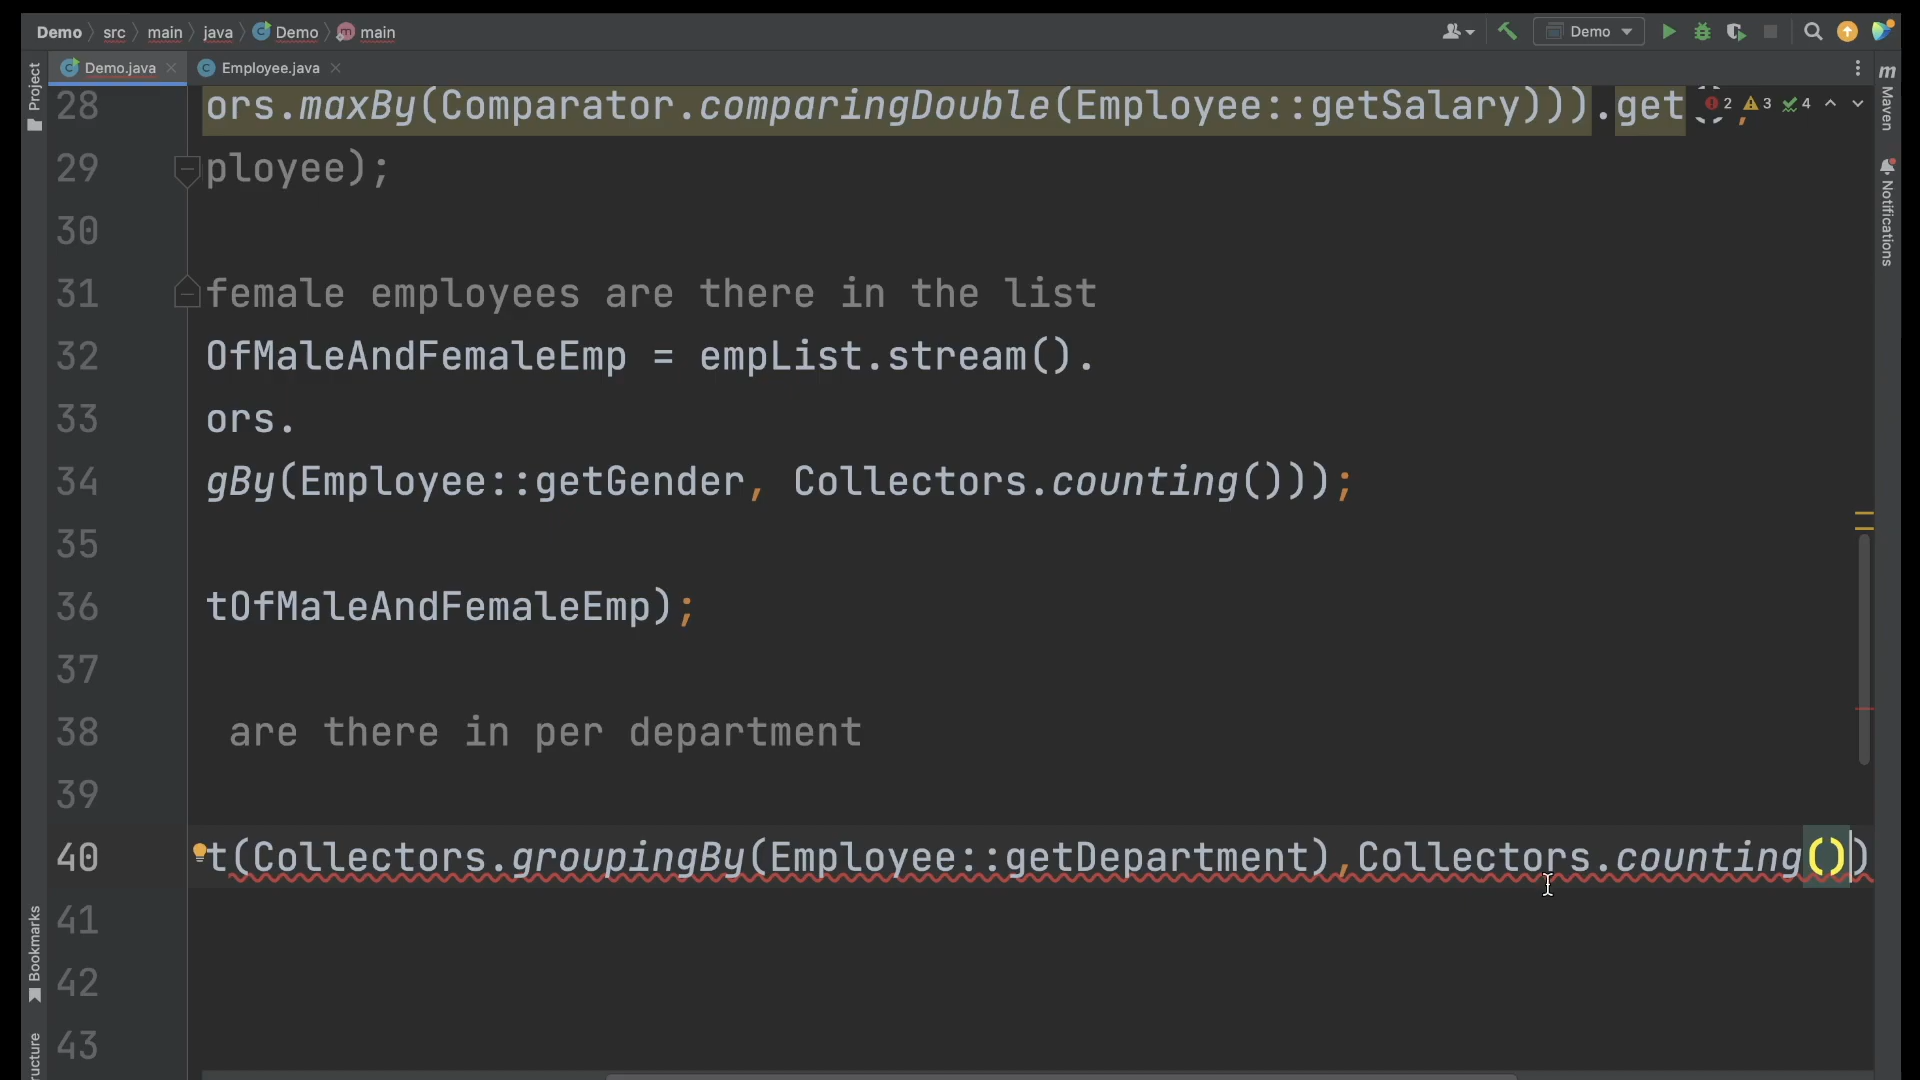 Demo src main java Demo main
Demo
Demo.java Employee.java
Project
28 ors.maxBy(Comparator.comparingDouble(Employee::getSalary))).get();
2 3 4
29 ployee);
30
31 female employees are there in the list
32 OfMaleAndFemaleEmp = empList.stream().
33 ors.
34 gBy(Employee::getGender, Collectors.counting()));
35
36 tOfMaleAndFemaleEmp);
37
38 are there in per department
39
40 t(Collectors.groupingBy(Employee::getDepartment),Collectors.counting())
41
42
43
Bookmarks
ructure
m
Maven
Notifications